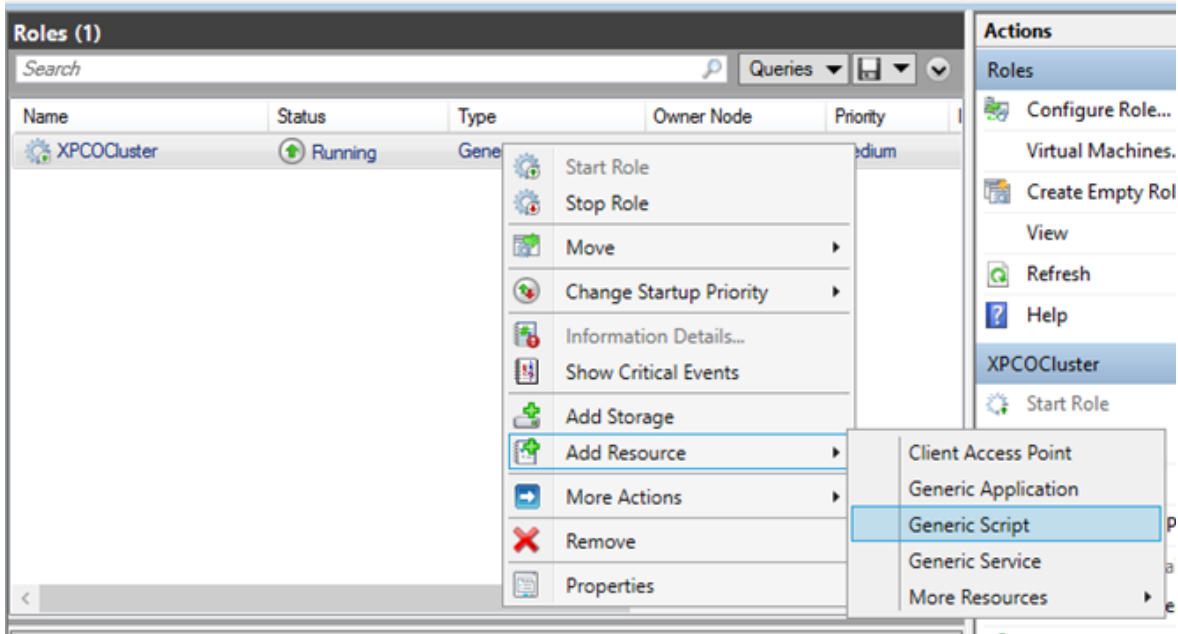 Roles (1)
Search
Queries
Name Status Type Owner Node Priority
XPCOCluster Running Gene edium
Start Role
Stop Role
Move
Change Startup Priority
Information Details...
Show Critical Events
Add Storage
Add Resource
More Actions
Remove
Properties
Client Access Point
Generic Application
Generic Script
Generic Service
More Resources
Actions
Roles
Configure Role...
Virtual Machines.
Create Empty Rol
View
Refresh
Help
XPCOCluster
Start Role